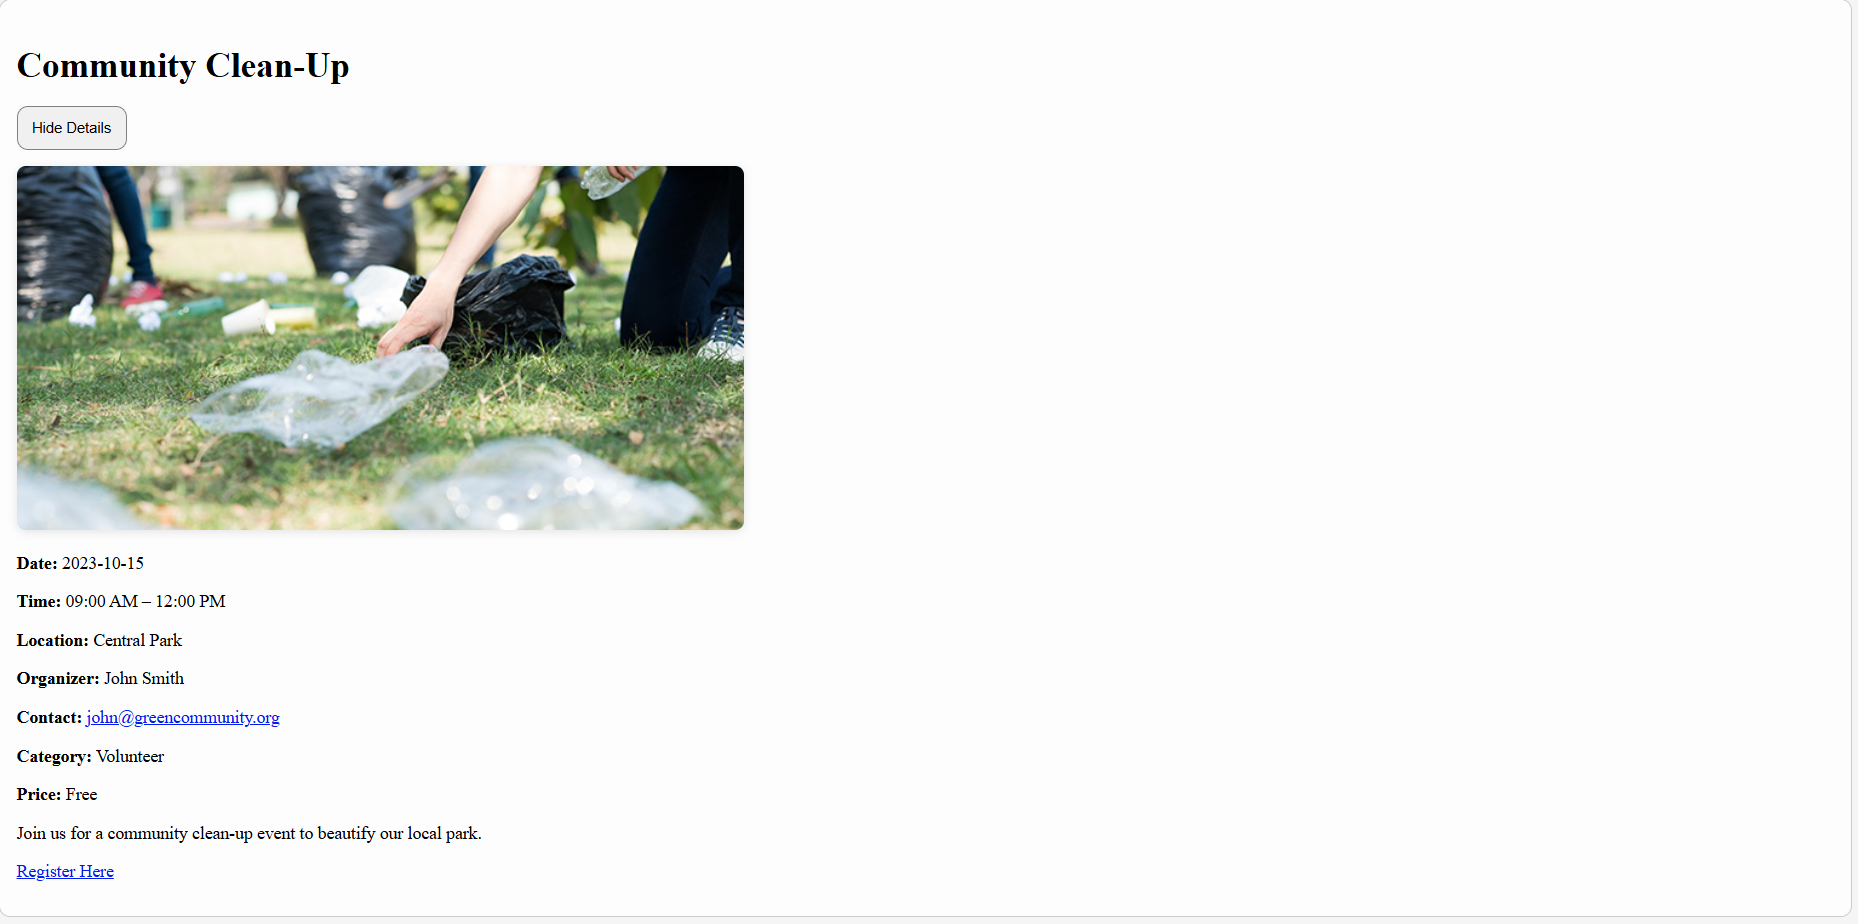 Community Clean-Up
Hide Details
Date: 2023-10-15
Time: 09:00 AM – 12:00 PM
Location: Central Park
Organizer: John Smith
Contact: john@greencommunity.org
Category: Volunteer
Price: Free
Join us for a community clean-up event to beautify our local park.
Register Here